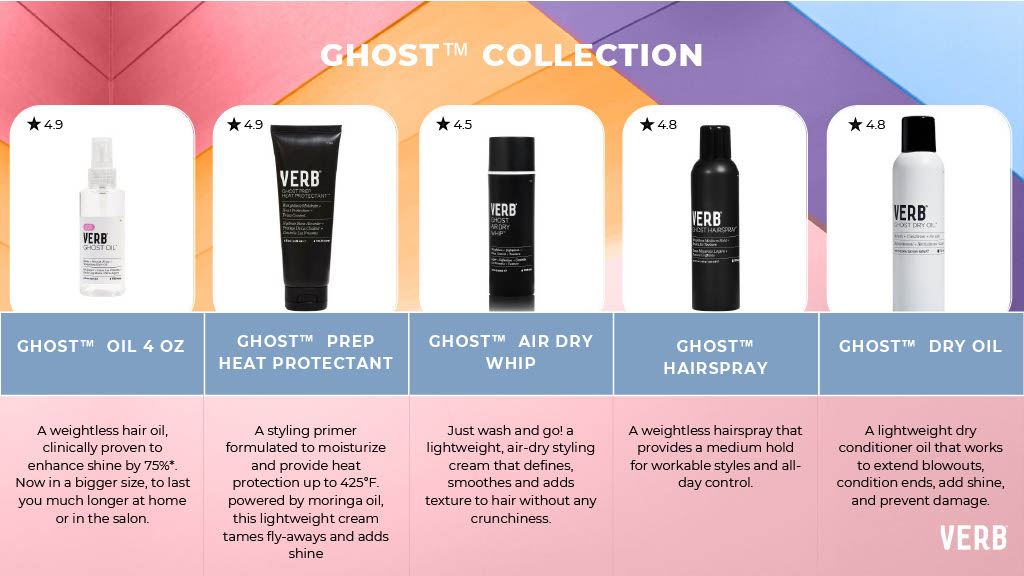 GHOST™ COLLECTION
★ 4.9
★ 4.9
★ 4.5
★ 4.8
★ 4.8
VERB
GHOST OIL
VERB
GHOST PREP
HEAT PROTECTANT
VERB
GHOST
AIR DRY
WHIP
VERB
GHOST HAIRSPRAY
VERB
GHOST DRY OIL
GHOST™ OIL 4 OZ
GHOST™ PREP
HEAT PROTECTANT
GHOST™ AIR DRY
WHIP
GHOST™
HAIRSPRAY
GHOST™ DRY OIL
A weightless hair oil,
clinically proven to
enhance shine by 75%*.
Now in a bigger size, to last
you much longer at home
or in the salon.
A styling primer
formulated to moisturize
and provide heat
protection up to 425°F.
powered by moringa oil,
this lightweight cream
tames fly-aways and adds
shine
Just wash and go! a
lightweight, air-dry styling
cream that defines,
smoothes and adds
texture to hair without any
crunchiness.
A weightless hairspray that
provides a medium hold
for workable styles and all-
day control.
A lightweight dry
conditioner oil that works
to extend blowouts,
condition ends, add shine,
and prevent damage.
VERB